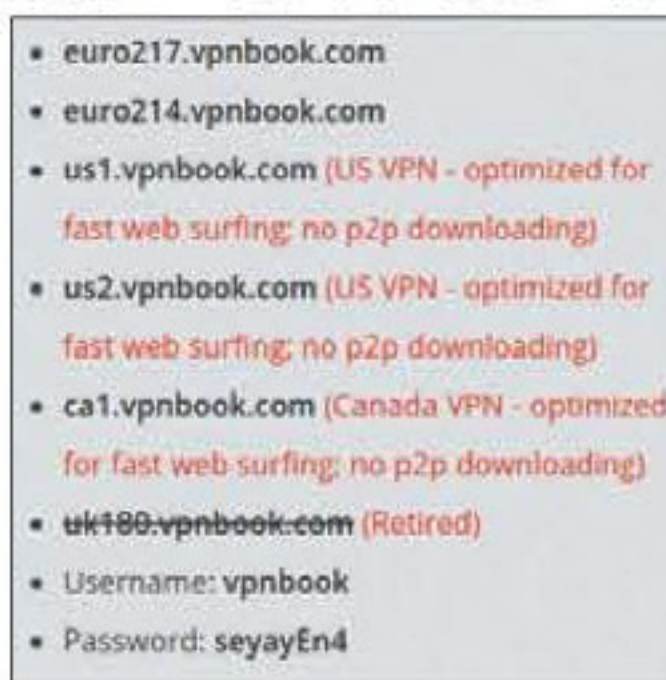 • euro217.vpnbook.com
• euro214.vpnbook.com
• us1.vpnbook.com (US VPN - optimized for
fast web surfing; no p2p downloading)
• us2.vpnbook.com (US VPN - optimized for
fast web surfing; no p2p downloading)
• ca1.vpnbook.com (Canada VPN - optimized
for fast web surfing; no p2p downloading)
• uk180.vpnbook.com (Retired)
• Username: vpnbook
• Password: seyayEn4